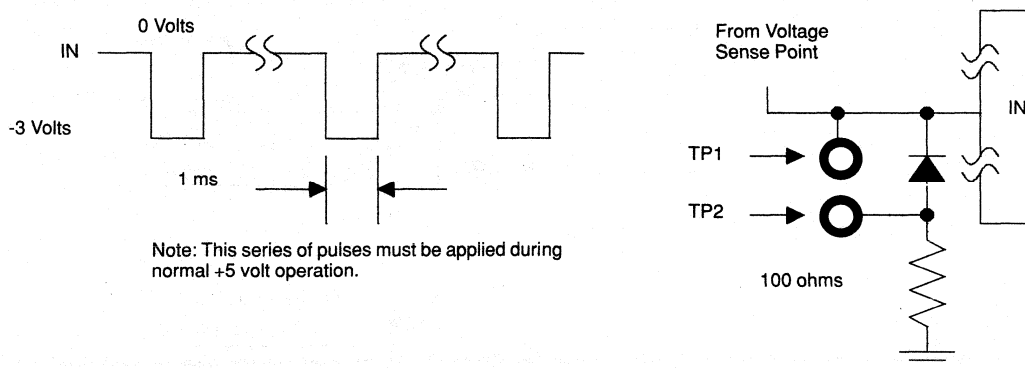 0 Volts
IN
-3 Volts
1 ms
Note: This series of pulses must be applied during
normal +5 volt operation.
From Voltage
Sense Point
IN
TP1
TP2
100 ohms